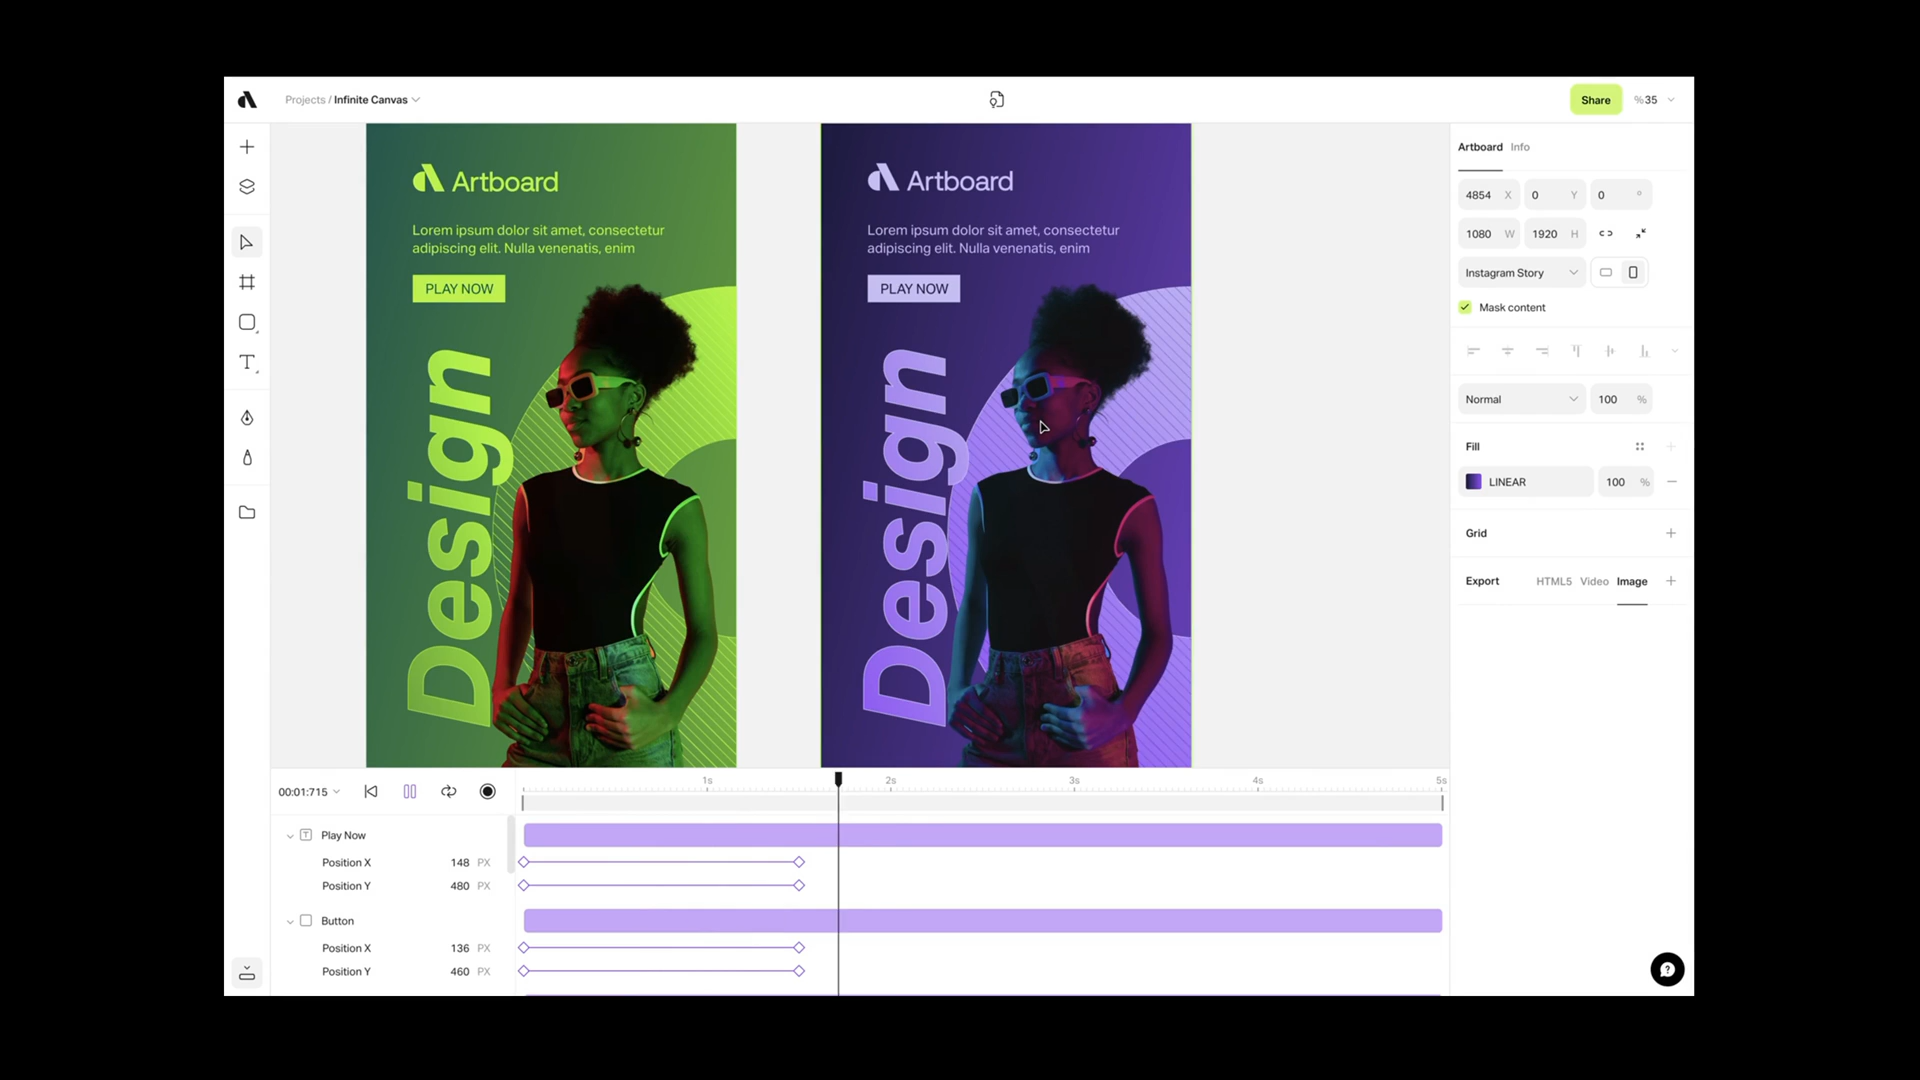 Projects / Infinite Canvas
Share
% 35
Artboard
Lorem ipsum dolor sit amet, consectetur
adipiscing elit. Nulla venenatis, enim
PLAY NOW
Design
Artboard
Lorem ipsum dolor sit amet, consectetur
adipiscing elit. Nulla venenatis, enim
PLAY NOW
Design
Artboard Info
4854 X 0 Y 0 °
1080 W 1920 H
Instagram Story
Mask content
Normal 100 %
Fill
LINEAR 100 %
Grid
Export HTML5 Video Image
00:01:715
1s 2s 3s 4s 5s
Play Now
Position X 148 PX
Position Y 480 PX
Button
Position X 136 PX
Position Y 460 PX